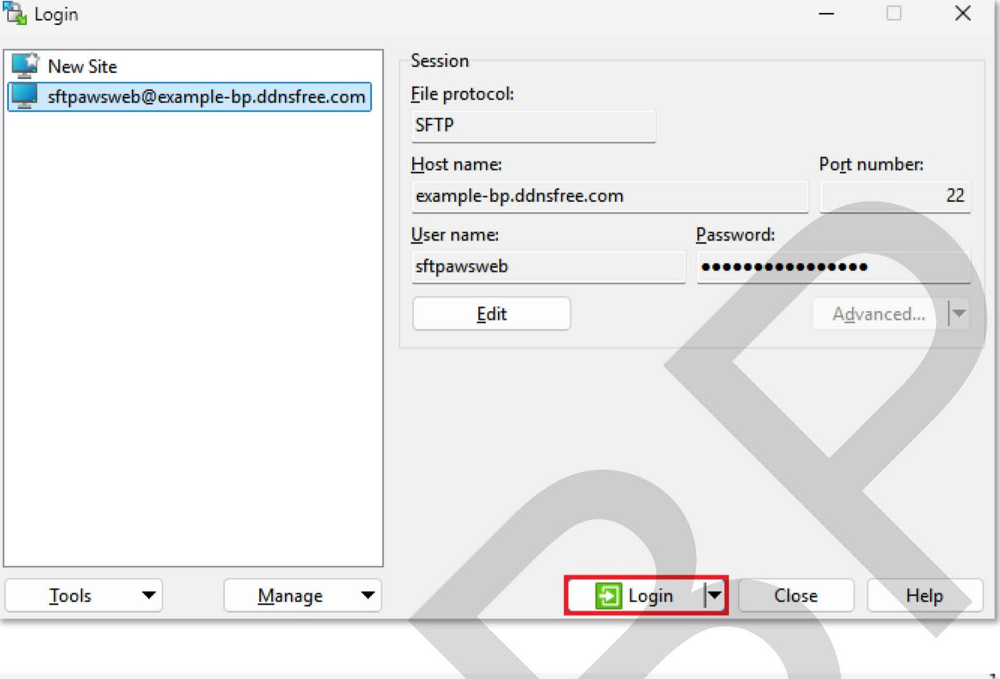 Login
New Site
sftpawsweb@example-bp.ddnsfree.com
Session
File protocol:
SFTP
Host name:
Port number:
example-bp.ddnsfree.com
22
User name:
Password:
sftpawsweb
••••••••••••••••
Edit
Advanced...
Tools
Manage
Login
Close
Help